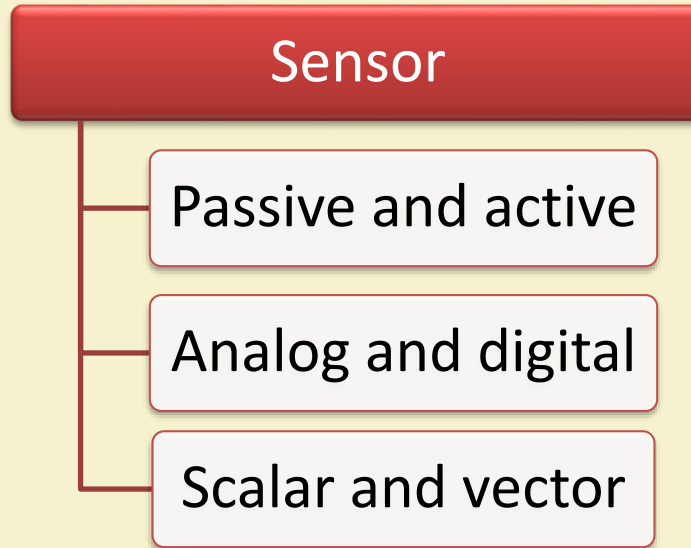 Sensor
Passive and active
Analog and digital
Scalar and vector